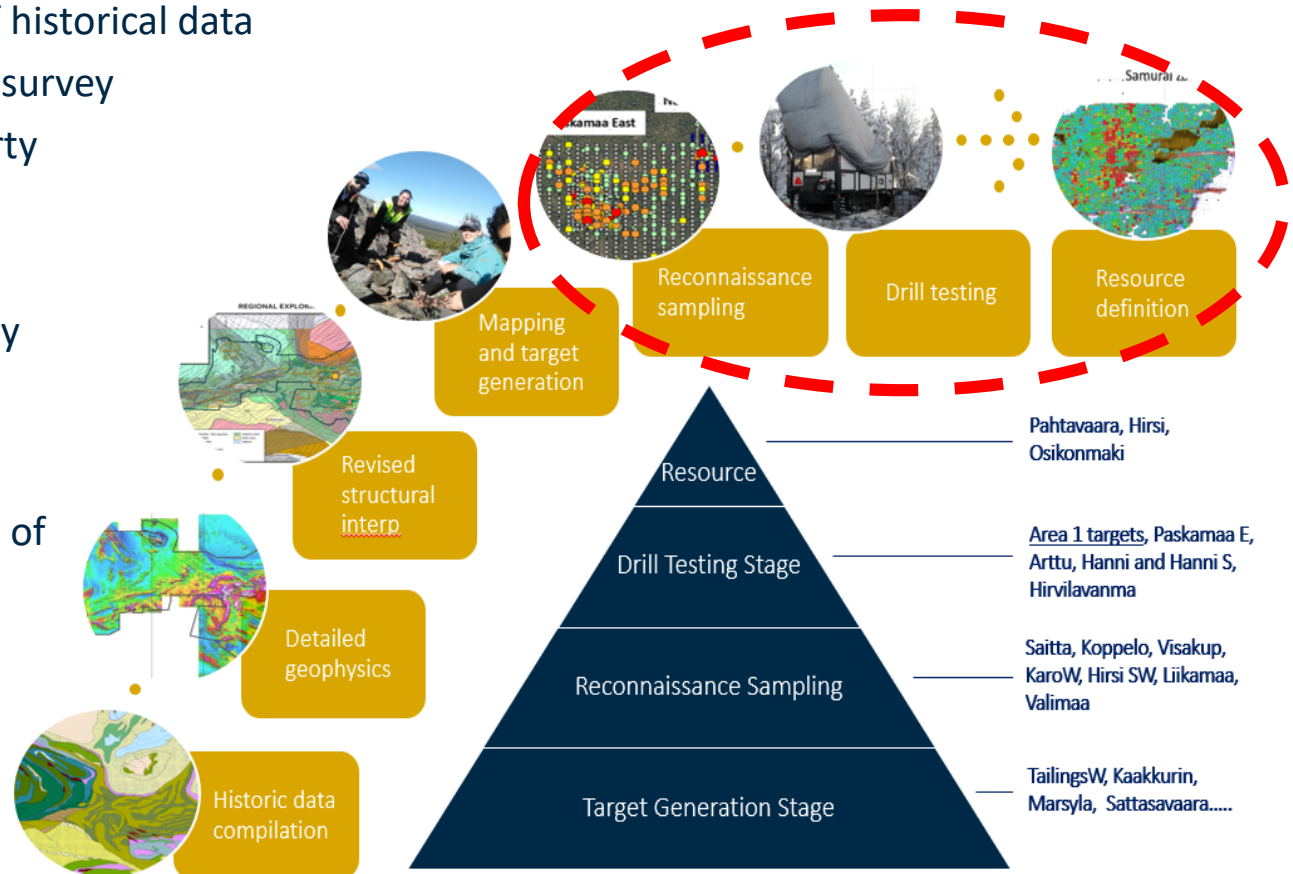 historical data
survey
rty
y
of
Samurai
kamaa East
REGIONAL EXPLOR
Historic data
compilation
Detailed
geophysics
Revised
structural
interp
Mapping
and target
generation
Reconnaissance
sampling
Drill testing
Resource
definition
Resource
Pahtavaara, Hirsi,
Osikonmaki
Drill Testing Stage
Area 1 targets, Paskamaa E,
Arttu, Hanni and Hanni S,
Hirvilavanma
Reconnaissance Sampling
Saitta, Koppelo, Visakup,
KaroW, Hirsi SW, Liikamaa,
Valimaa
Target Generation Stage
TailingsW, Kaakkurin,
Marsyla, Sattasavaara.....